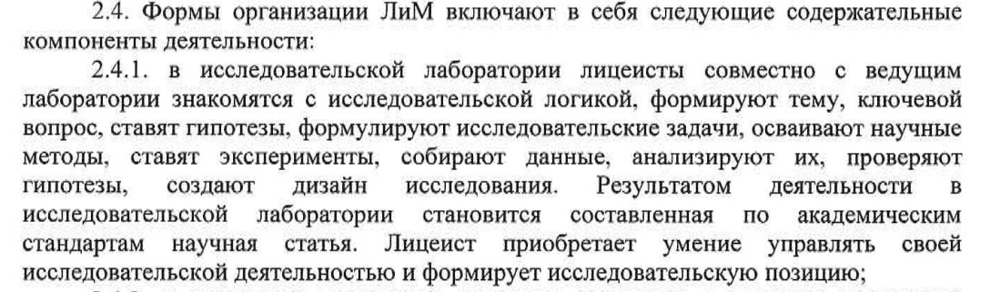 2.4. Формы организации ЛиМ включают в себя следующие содержательные
компоненты деятельности:
2.4.1. в исследовательской лаборатории лицеисты совместно с ведущим
лаборатории знакомятся с исследовательской логикой, формируют тему, ключевой
вопрос, ставят гипотезы, формулируют исследовательские задачи, осваивают научные
методы, ставят эксперименты, собирают данные, анализируют их, проверяют
гипотезы, создают дизайн исследования. Результатом деятельности в
исследовательской лаборатории становится составленная по академическим
стандартам научная статья. Лицеист приобретает умение управлять своей
исследовательской деятельностью и формирует исследовательскую позицию;